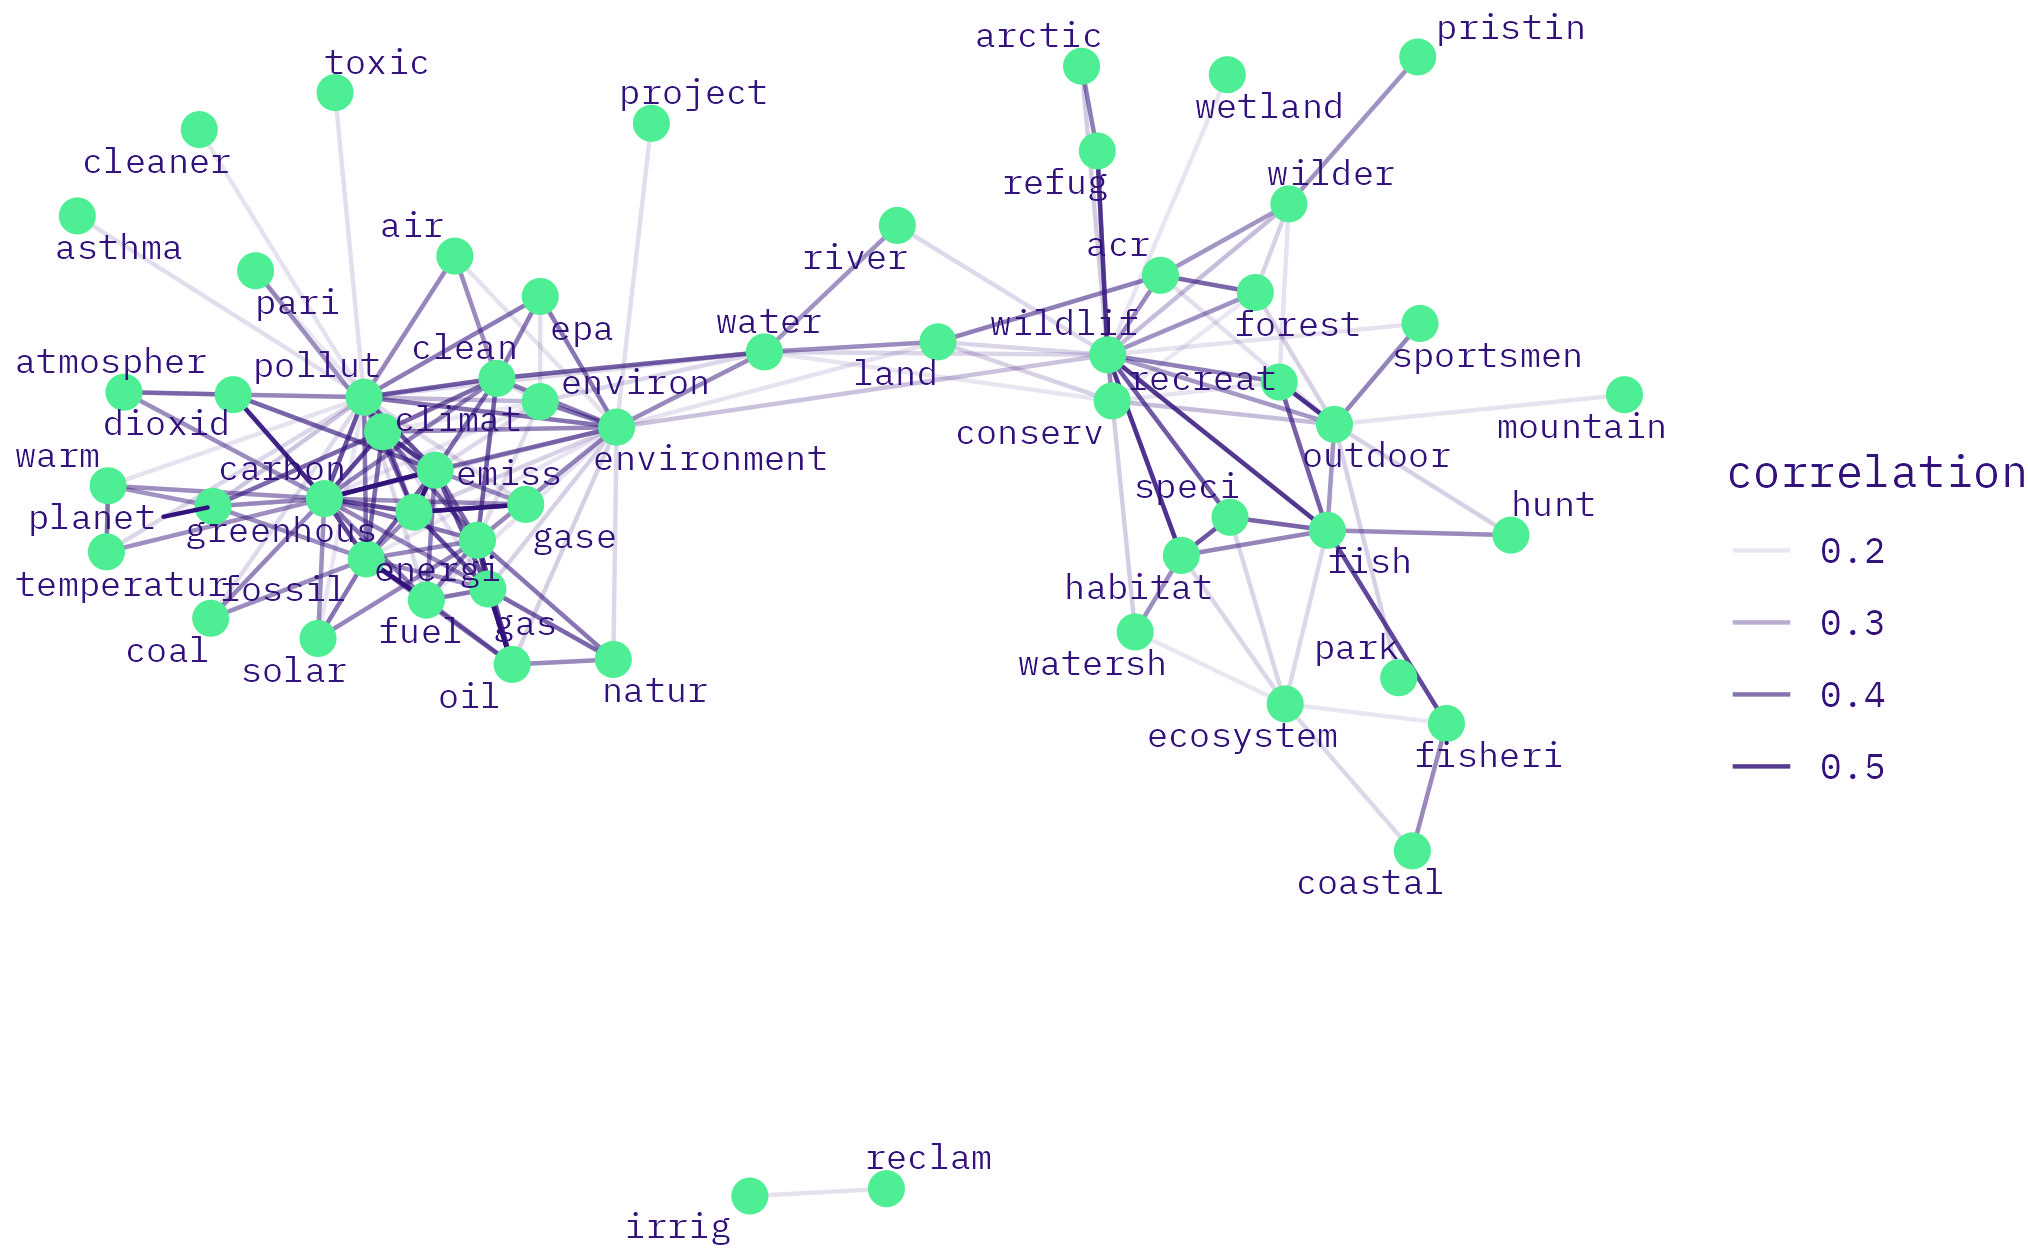 arctic
pristin
toxic
project
wetland
cleaner
wilder
refug
air
asthma
acr
river
pari
epa
water
wildlif
forest
clean
sportsmen
atmospher
pollut
environ
land
recreat
dioxid
climat
conserv
mountain
warm
carbon
emiss
environment
outdoor
correlation
speci
hunt
planet
greenhous
gase
0.2
fish
energi
temperatur
fossil
habitat
0.3
fuel
gas
coal
park
solar
watersh
oil
natur
0.4
ecosystem
fisheri
0.5
coastal
reclam
irrig